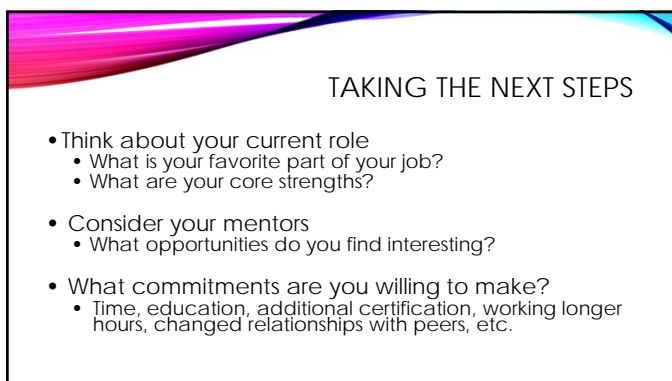 TAKING THE NEXT STEPS
•Think about your current role
• What is your favorite part of your job?
• What are your core strengths?
• Consider your mentors
• What opportunities do you find interesting?
• What commitments are you willing to make?
• Time, education, additional certification, working longer
hours, changed relationships with peers, etc.